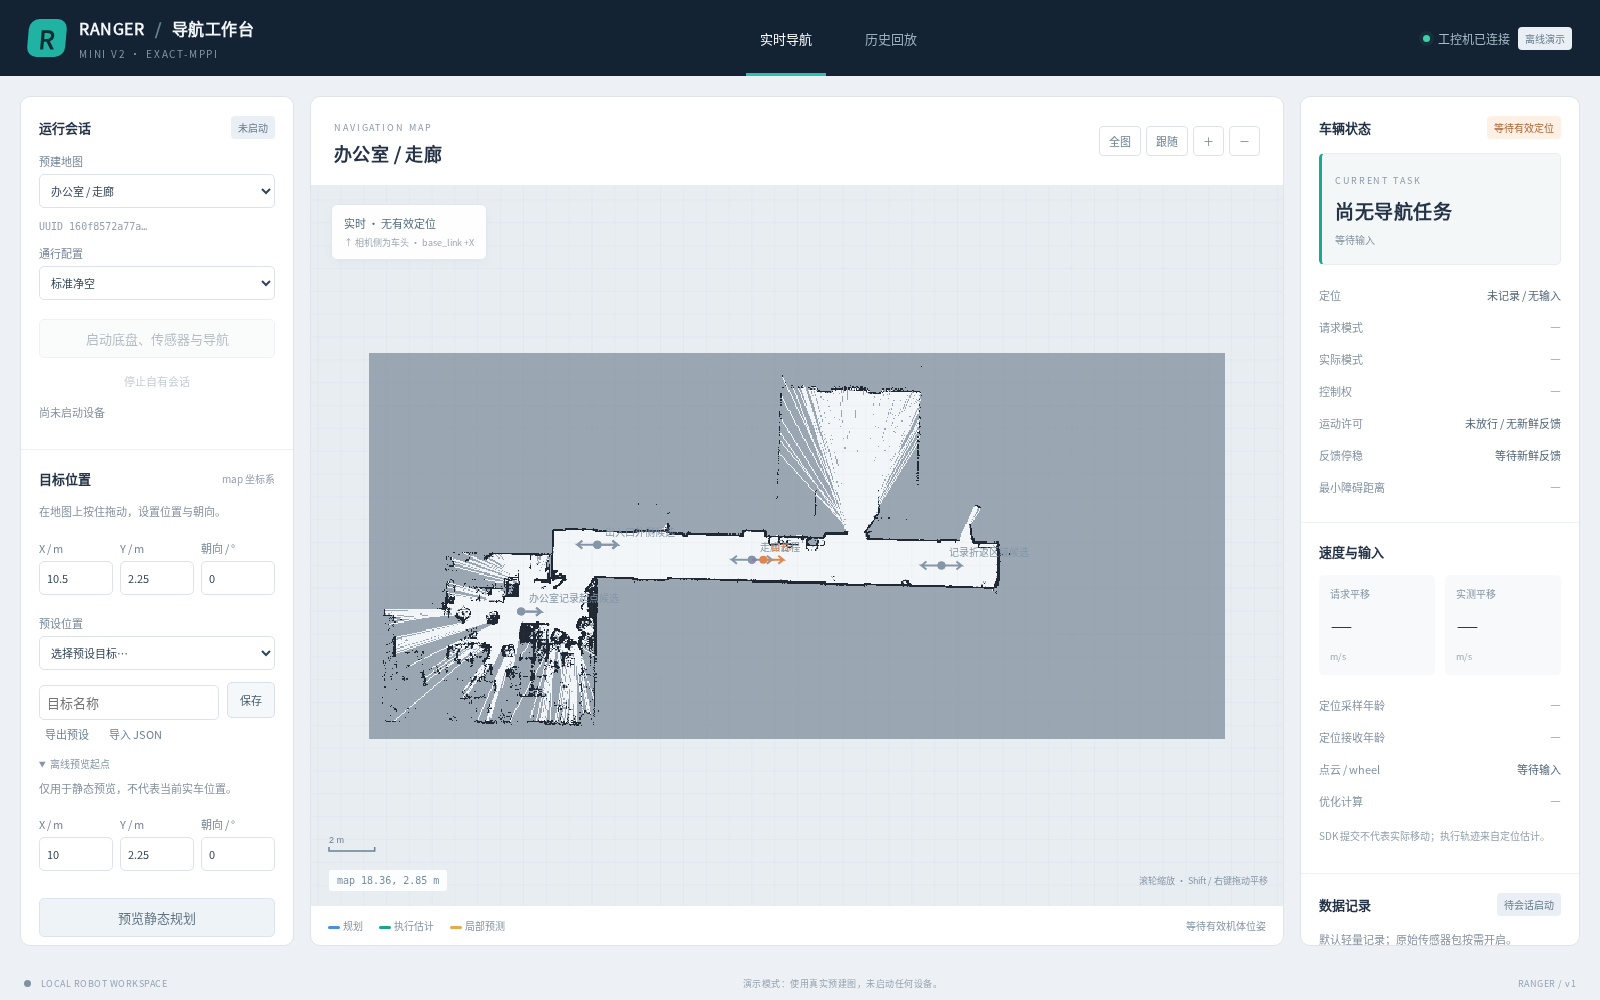 R
RANGER / 导航工作台
MINI V2 · EXACT-MPPI
实时导航
历史回放
工控机已连接
离线演示
运行会话
未启动
预建地图
办公室 / 走廊
UUID 160f8572a77a…
通行配置
标准净空
启动底盘、传感器与导航
停止自有会话
尚未启动设备
目标位置
map 坐标系
在地图上按住拖动，设置位置与朝向。
X / m
Y / m
朝向 / °
10.5
2.25
0
预设位置
选择预设目标…
目标名称
保存
导出预设
导入 JSON
▼ 离线预览起点
仅用于静态预览，不代表当前实车位置。
X / m
Y / m
朝向 / °
10
2.25
0
预览静态规划
NAVIGATION MAP
办公室 / 走廊
全图
跟随
+
−
实时 · 无有效定位
↑ 相机侧为车头 · base_link +X
办公室记录起点候选
2 m
map 18.36, 2.85 m
滚轮缩放 · Shift / 右键拖动平移
规划
执行估计
局部预测
等待有效机体位姿
车辆状态
等待有效定位
CURRENT TASK
尚无导航任务
等待输入
定位
未记录 / 无输入
请求模式
—
实际模式
—
控制权
—
运动许可
未放行 / 无新鲜反馈
反馈停稳
等待新鲜反馈
最小障碍距离
—
速度与输入
请求平移
—
m/s
实测平移
—
m/s
定位采样年龄
—
定位接收年龄
—
点云 / wheel
等待输入
优化计算
—
SDK提交不代表实际移动；执行轨迹来自定位估计。
数据记录
待会话启动
默认轻量记录；原始传感器包按需开启。
LOCAL ROBOT WORKSPACE
演示模式：使用真实预建图，未启动任何设备。
RANGER / v1